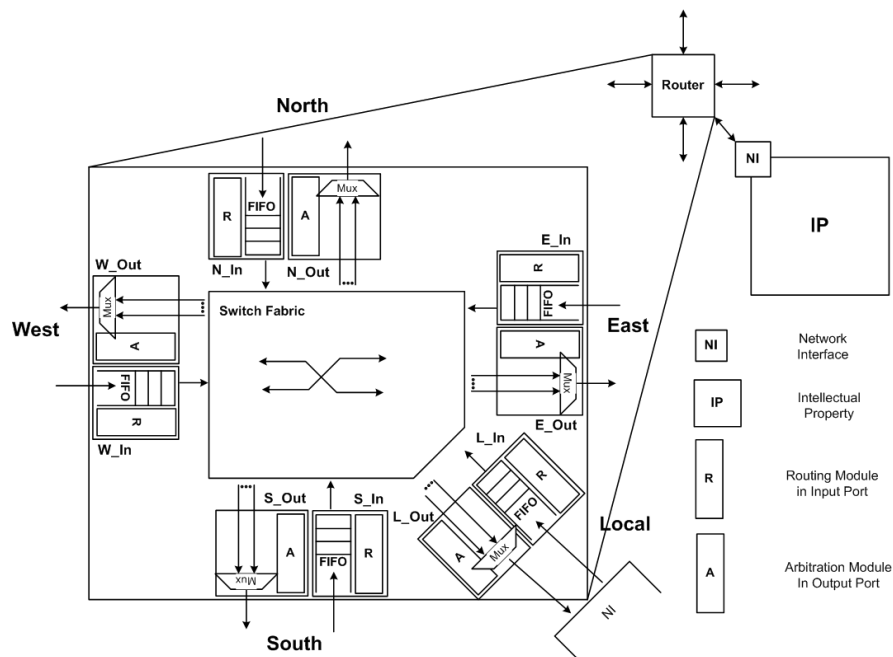 Router
North
NI
IP
R
FIFO
A
Mux
N_In
N_Out
E_In
R
FIFO
W_Out
Mux
A
Switch Fabric
West
East
FIFO
R
W_In
A
Mux
E_Out
L_In
R
FIFO
S_Out
S_In
L_Out
A
Mux
Local
A
Mux
FIFO
R
NI
South
NI
Network
Interface
IP
Intellectual
Property
R
Routing Module
in Input Port
A
Arbitration Module
In Output Port